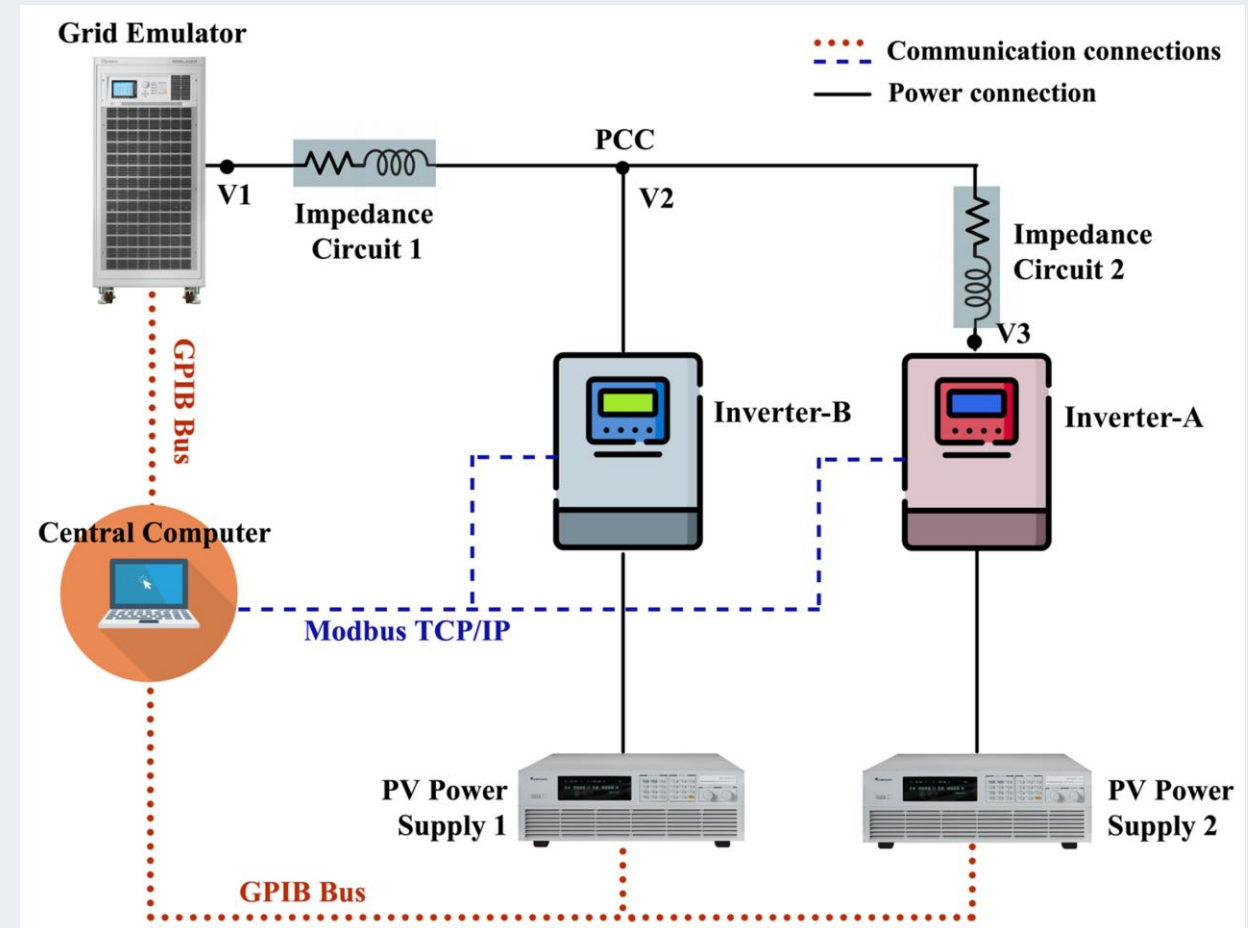 Grid Emulator
Communication connections
Power connection
PCC
V1
V2
Impedance
Circuit 1
Impedance
Circuit 2
V3
GPIB Bus
Inverter-B
Inverter-A
Central Computer
Modbus TCP/IP
PV Power
Supply 1
PV Power
Supply 2
GPIB Bus